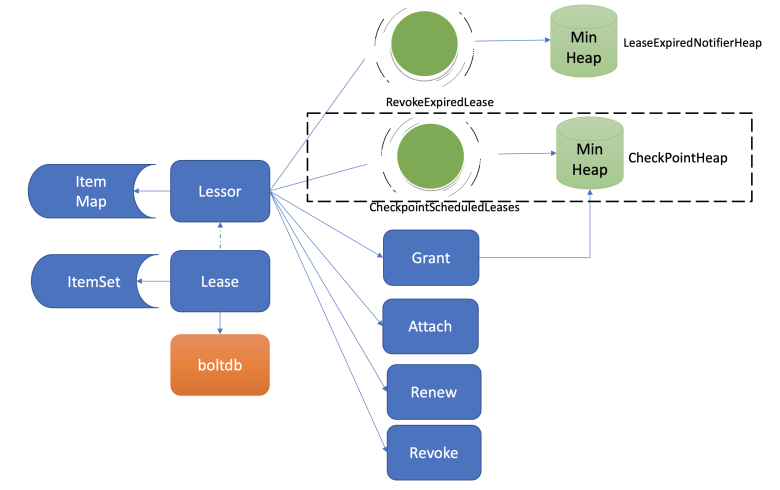 Min
Heap
LeaseExpiredNotifierHeap
RevokeExpiredLease
Min
Heap
CheckPointHeap
CheckpointScheduledLeases
Item
Map
Lessor
Grant
ItemSet
Lease
Attach
boltdb
Renew
Revoke